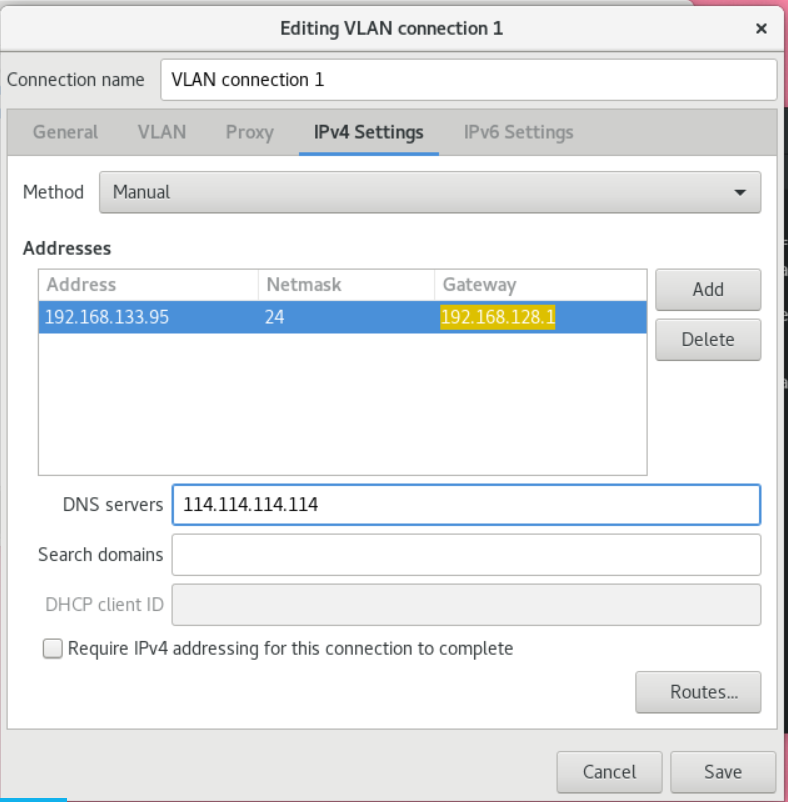 Editing VLAN connection 1
Connection name VLAN connection 1
General VLAN Proxy IPv4 Settings IPv6 Settings
Method Manual
Addresses
Address Netmask Gateway
192.168.133.95 24 192.168.128.1
Add
Delete
DNS servers 114.114.114.114
Search domains
DHCP client ID
Require IPv4 addressing for this connection to complete
Routes...
Cancel Save